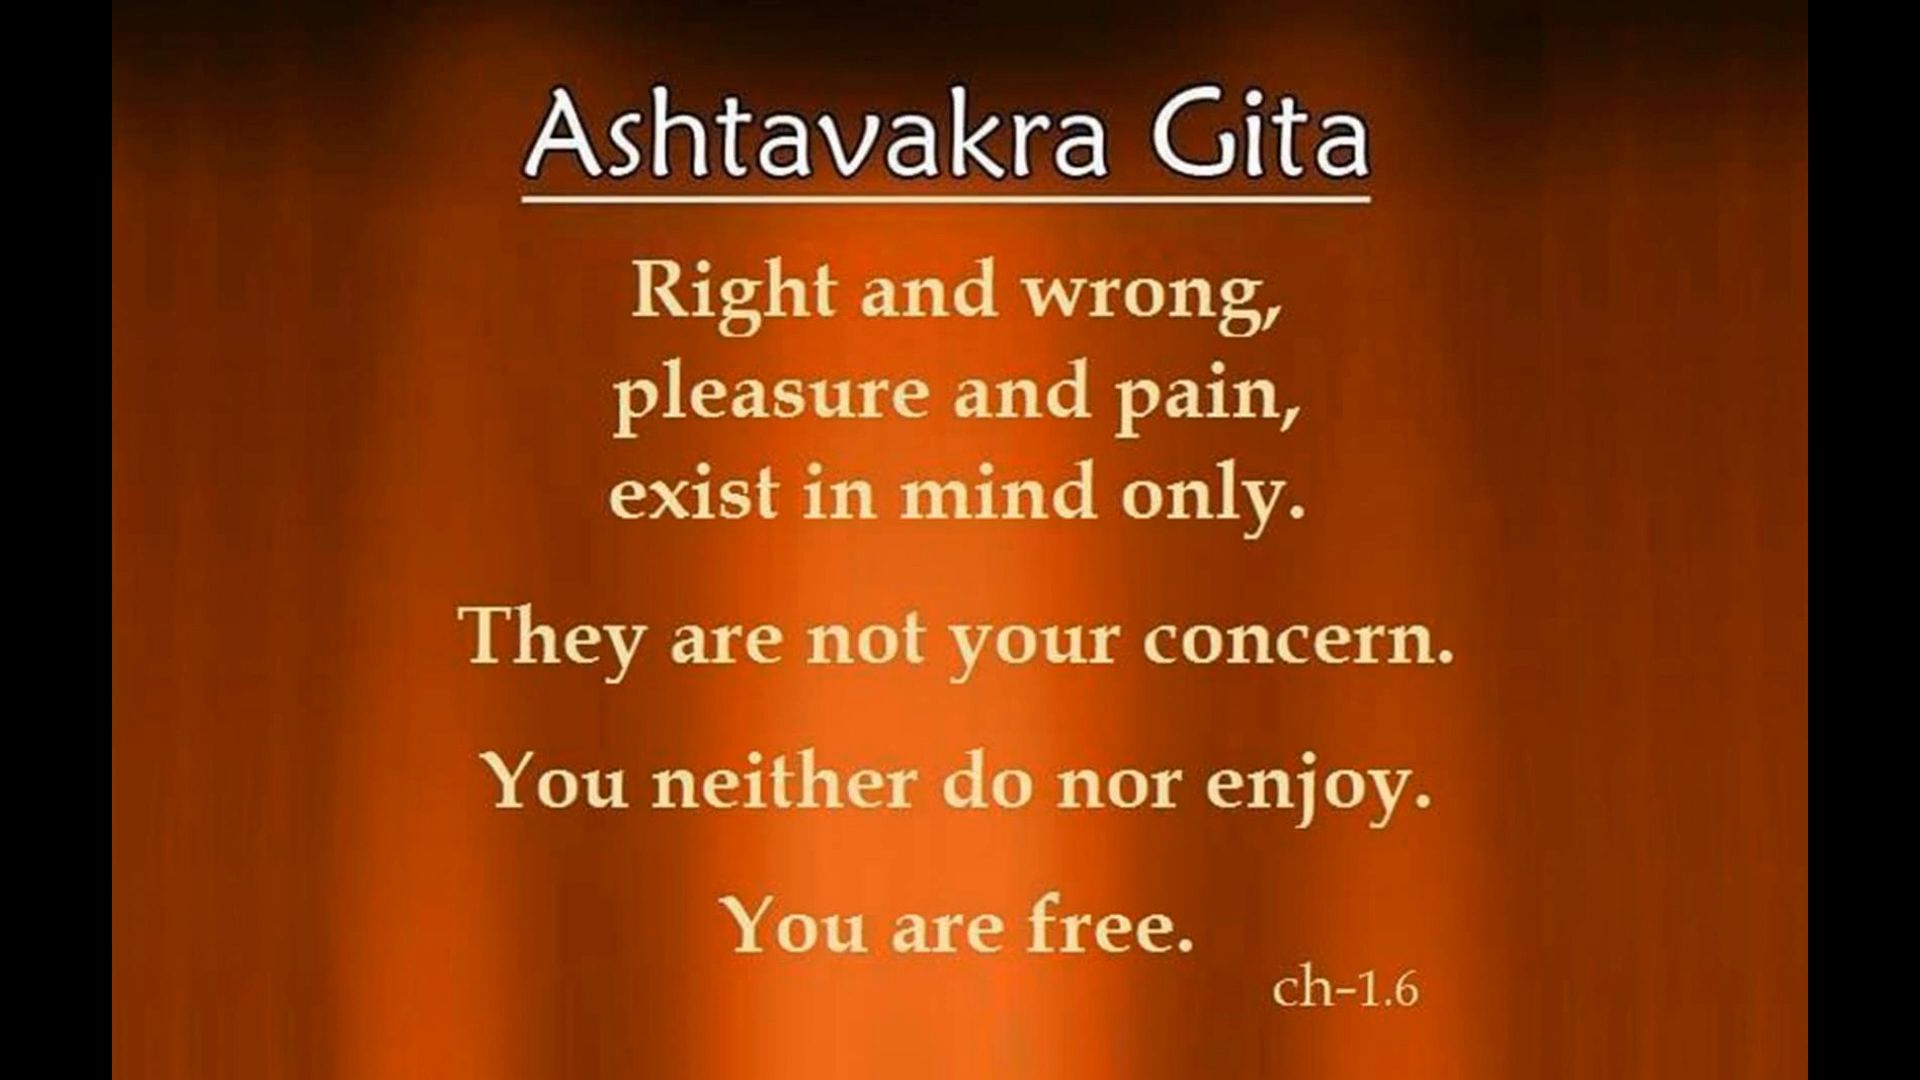 Ashtavakra Gita
Right and wrong,
pleasure and pain,
exist in mind only.
They are not your concern.
You neither do nor enjoy.
You are free.
ch-1.6